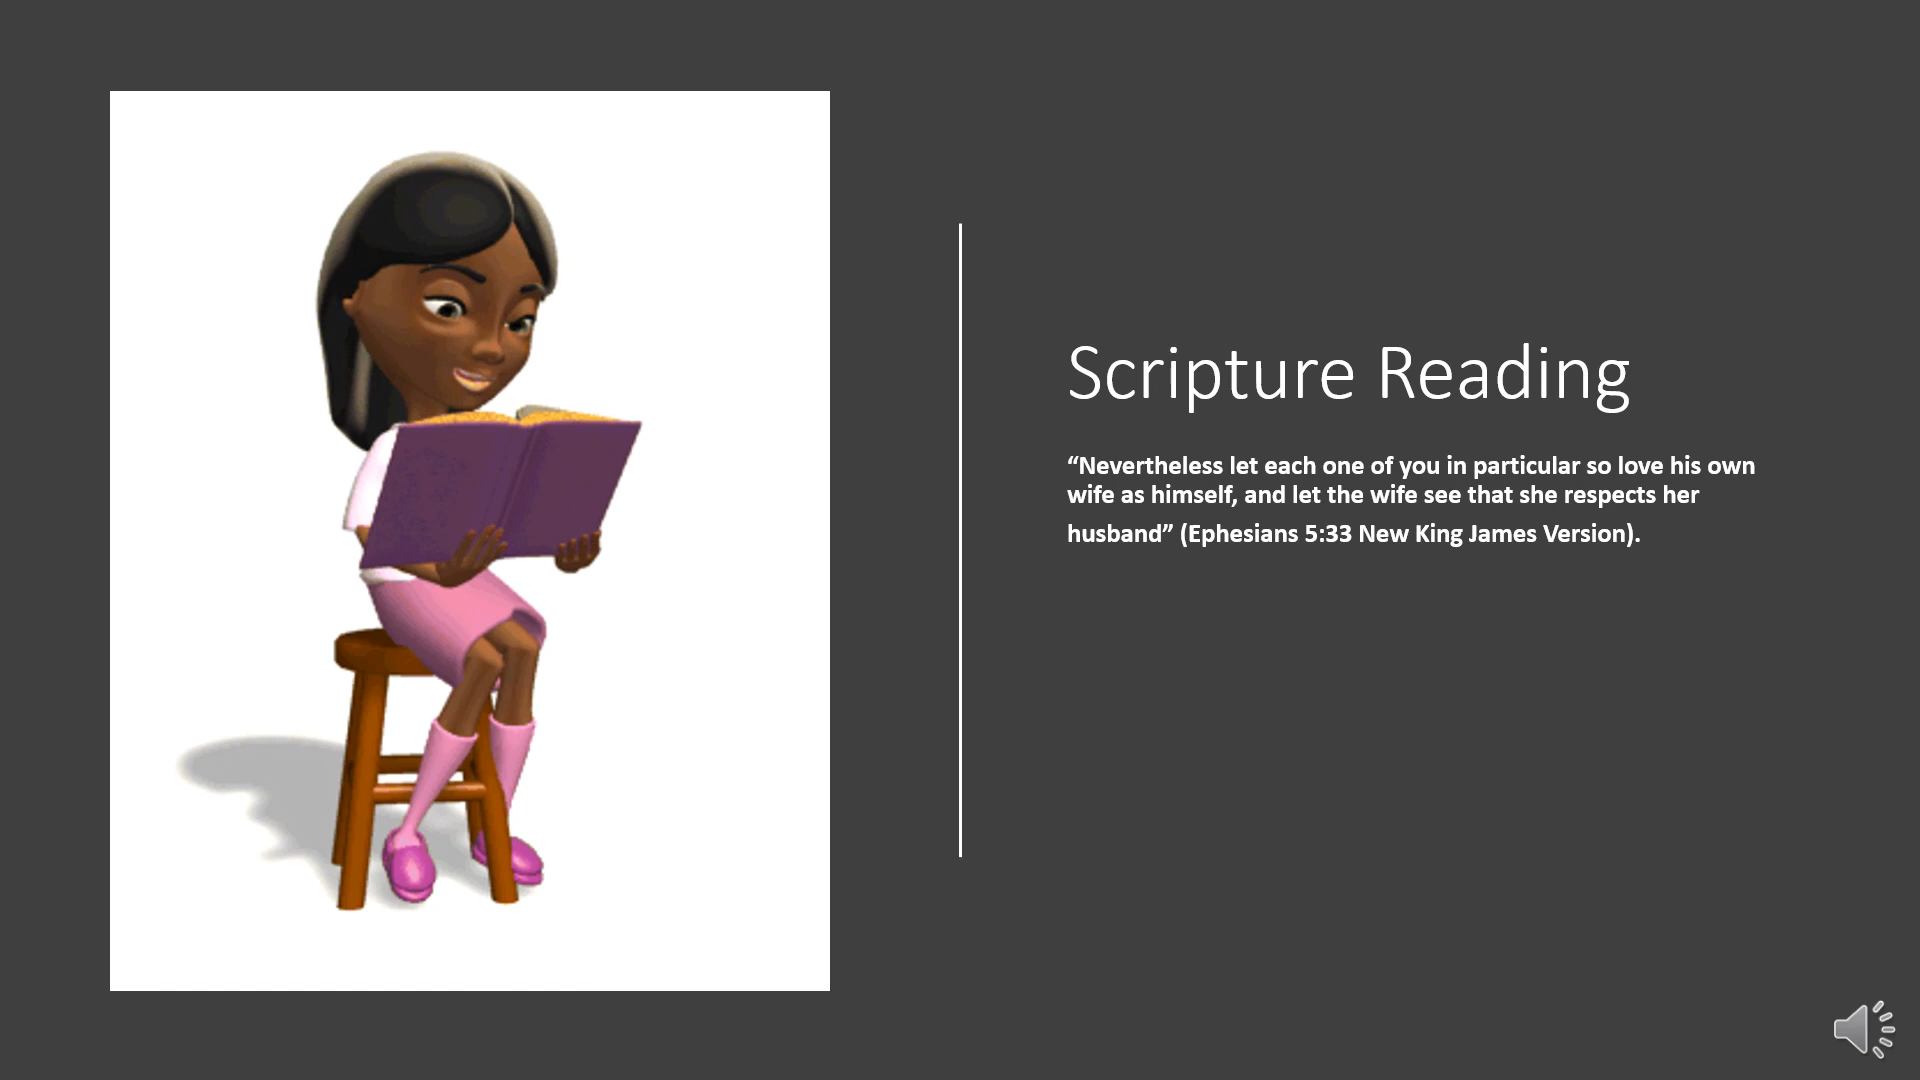 Scripture Reading
“Nevertheless let each one of you in particular so love his own
wife as himself, and let the wife see that she respects her
husband” (Ephesians 5:33 New King James Version).